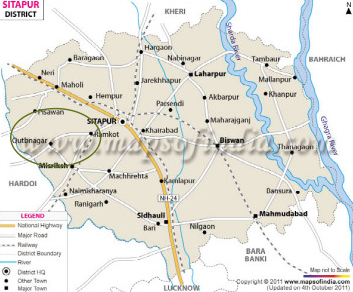 SITAPUR
DISTRICT
KHERI
N
Hargaon
Sharda River
Baragaon
Nabinagar
Tambaur
BAHRAICH
Neri
Laharpur
Mallanpur
Maholi
Jarekhhapur
Hempur
Akbarpur
Khanpur
Parsendi
Pisawan
SITAPUR
Maharajganj
Ramkot
Khairabad
Ghagra River
www.mapsofindia.com
Qutbnagar
Biswan
Thanagaon
Misriksh
HARDOI
Machhrehta
Kamlapur
Naimisharanya
Bansura
Ranigarh
NH-24
LEGEND
National Highway
Major Road
Railway
District Boundary
River
District HQ
Other Town
Major Town
Sidhauli
Mahmudabad
Bari
Nilgaon
BARA
BANKI
LUCKNOW
Map not to Scale
Copyright © 2011 www.mapsofindia.com
(Updated on 4th October 2011)